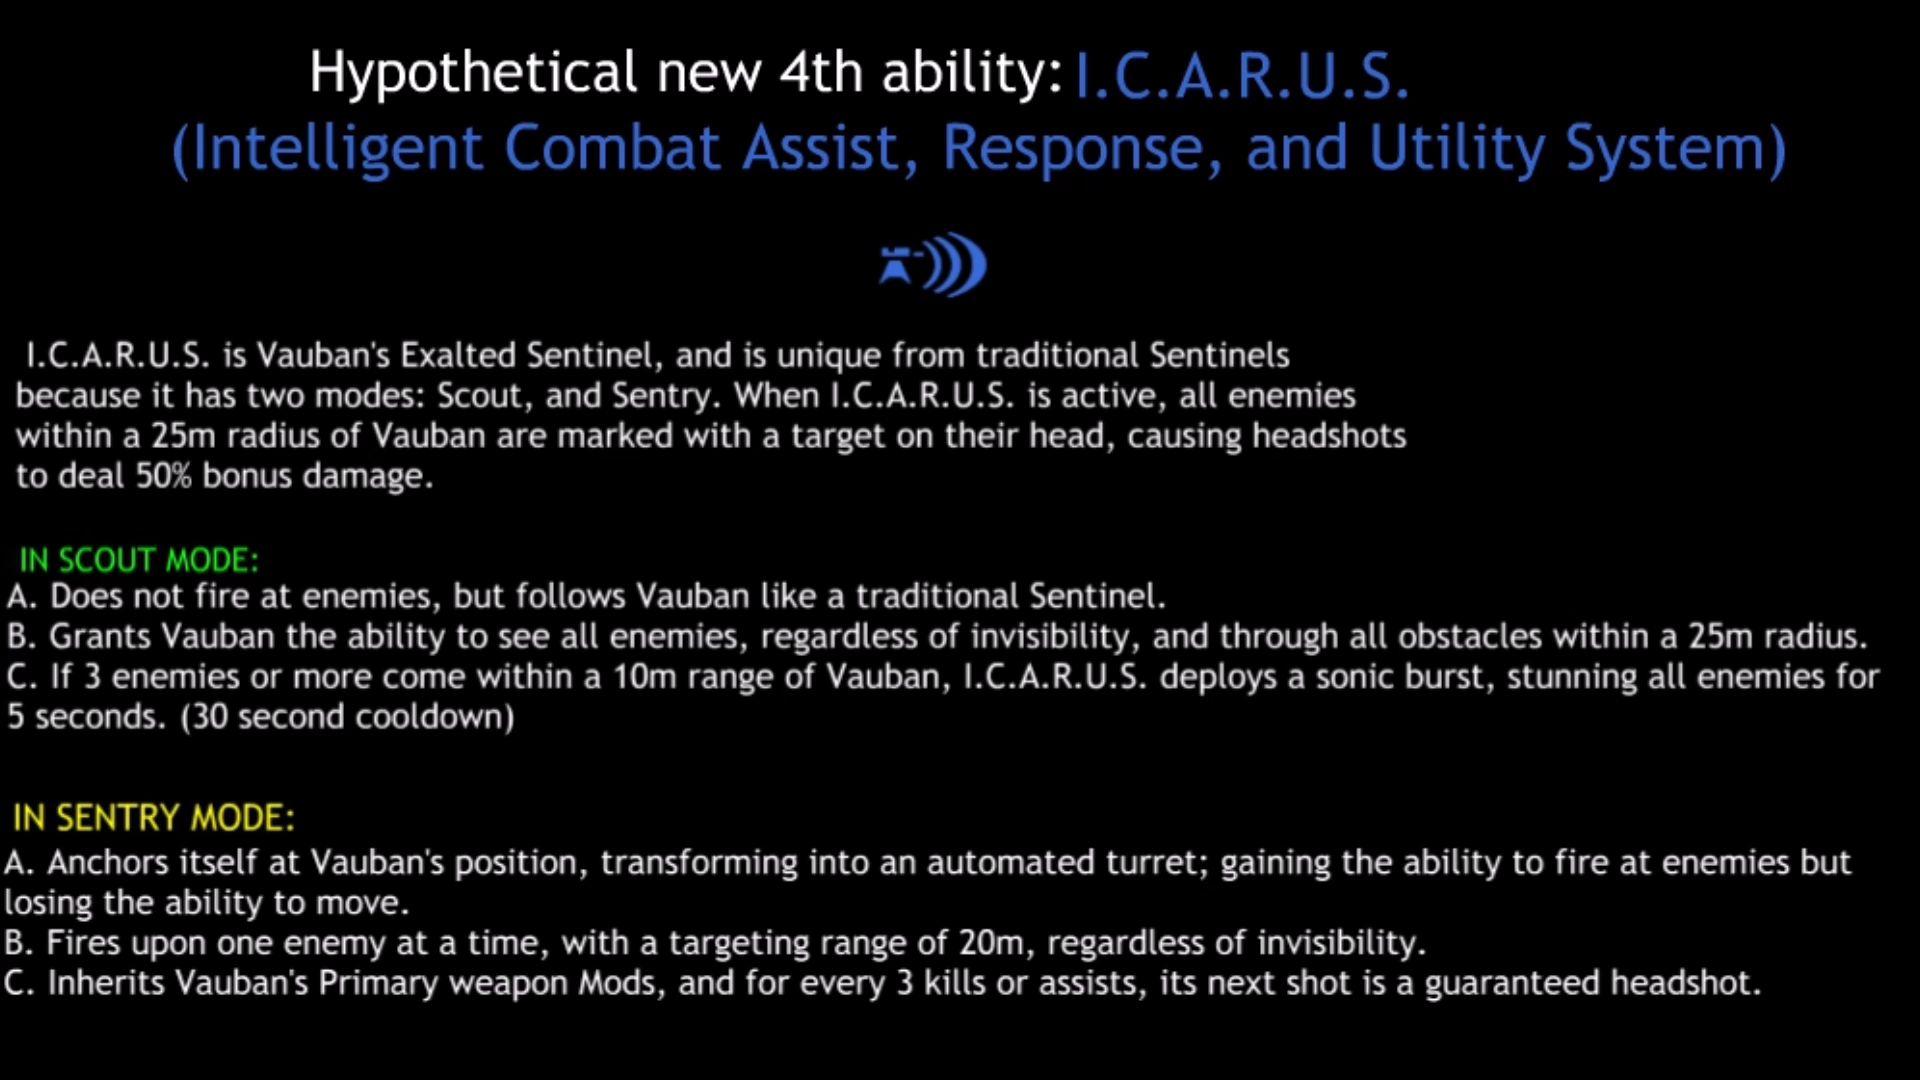 Hypothetical new 4th ability: I.C.A.R.U.S.
(Intelligent Combat Assist, Response, and Utility System)
I.C.A.R.U.S. is Vauban's Exalted Sentinel, and is unique from traditional Sentinels
because it has two modes: Scout, and Sentry. When I.C.A.R.U.S. is active, all enemies
within a 25m radius of Vauban are marked with a target on their head, causing headshots
to deal 50% bonus damage.
IN SCOUT MODE:
A. Does not fire at enemies, but follows Vauban like a traditional Sentinel.
B. Grants Vauban the ability to see all enemies, regardless of invisibility, and through all obstacles within a 25m radius.
C. If 3 enemies or more come within a 10m range of Vauban, I.C.A.R.U.S. deploys a sonic burst, stunning all enemies for
5 seconds. (30 second cooldown)
IN SENTRY MODE:
A. Anchors itself at Vauban's position, transforming into an automated turret; gaining the ability to fire at enemies but
losing the ability to move.
B. Fires upon one enemy at a time, with a targeting range of 20m, regardless of invisibility.
C. Inherits Vauban's Primary weapon Mods, and for every 3 kills or assists, its next shot is a guaranteed headshot.